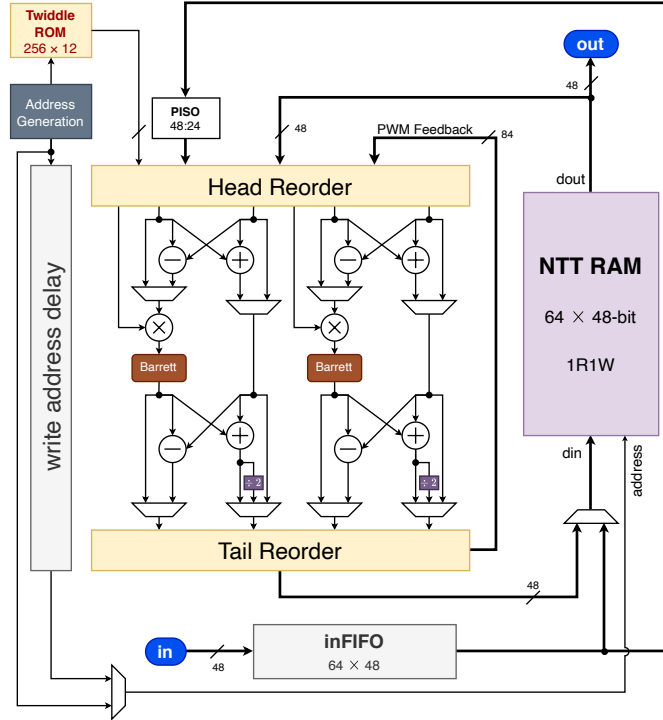 Twiddle
ROM
256 × 12
out
48
Address
Generation
PISO
48:24
48
PWM Feedback
84
Head Reorder
dout
NTT RAM
64 × 48-bit
1R1W
write address delay
−
+
−
+
×
×
Barrett
Barrett
−
+
−
+
÷ 2
÷ 2
din
address
Tail Reorder
48
in
48
inFIFO
64 × 48